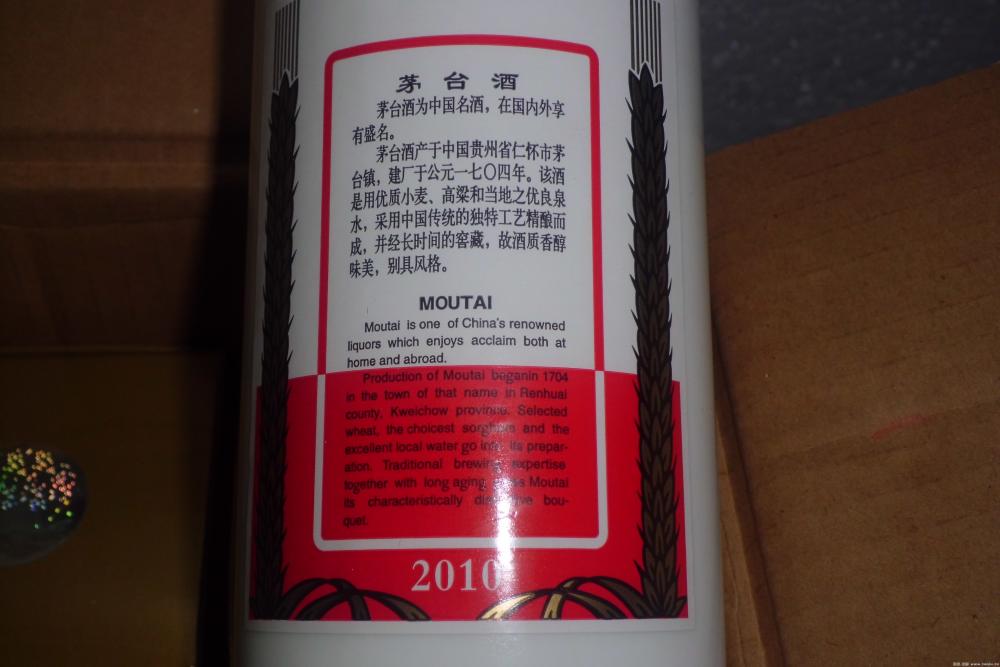 茅台酒
茅台酒为中国名酒，在国内外享
有盛名。
茅台酒产于中国贵州省仁怀市茅
台镇，建厂于公元一七〇四年。该酒
是用优质小麦、高粱和当地之优良泉
水，采用中国传统的独特工艺精酿而
成，并经长时间的窖藏，故酒质香醇
味美，别具风格。
MOUTAI
Moutai is one of China's renowned
liquors which enjoys acclaim both at
home and abroad.
Production of Moutai beganin 1704
in the town of that name in Renhuai
county, Kweichow province. Selected
wheat, the choicest sorghum and the
excellent local water go into its prepar-
ation. Traditional brewing expertise
together with long aging Moutai
its characteristically bou-
quet.
2010